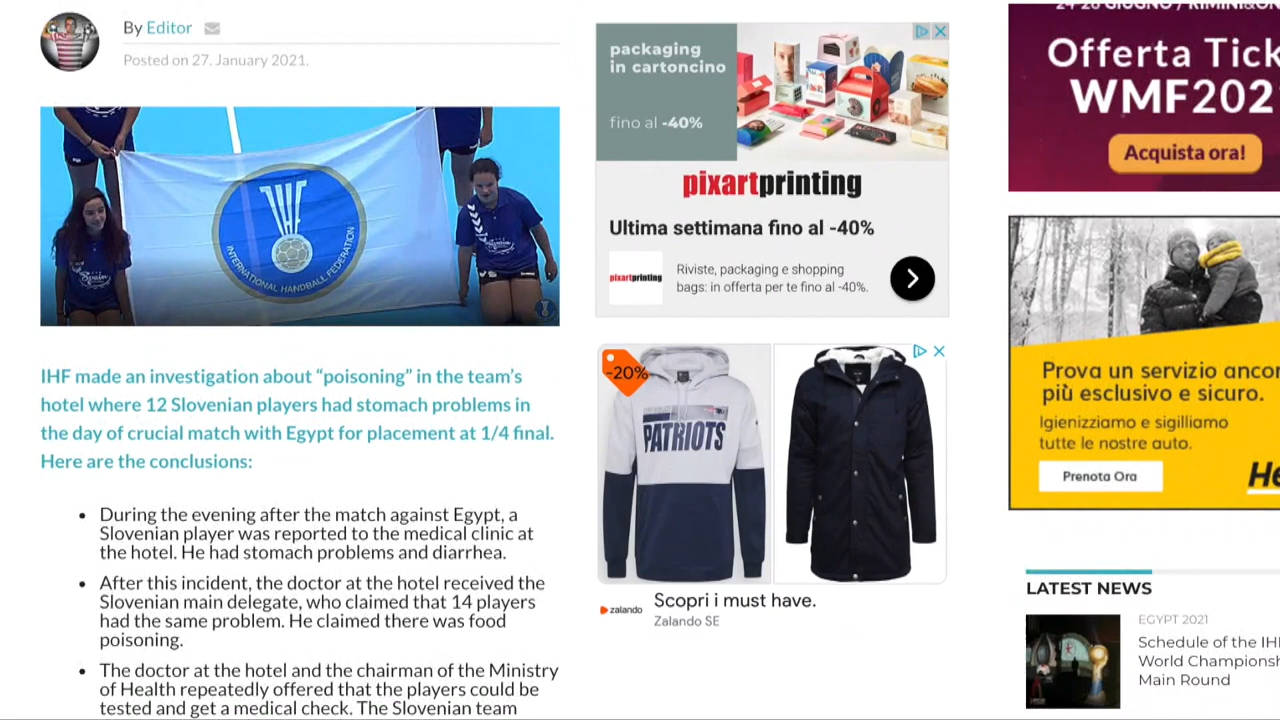 By Editor
Posted on 27. January 2021.
INTERNATIONAL HANDBALL FEDERATION
IHF made an investigation about “poisoning” in the team’s
hotel where 12 Slovenian players had stomach problems in
the day of crucial match with Egypt for placement at 1/4 final.
Here are the conclusions:
During the evening after the match against Egypt, a
Slovenian player was reported to the medical clinic at
the hotel. He had stomach problems and diarrhea.
After this incident, the doctor at the hotel received the
Slovenian main delegate, who claimed that 14 players
had the same problem. He claimed there was food
poisoning.
The doctor at the hotel and the chairman of the Ministry
of Health repeatedly offered that the players could be
tested and get a medical check. The Slovenian team
packaging
in cartoncino
fino al -40%
pixartprinting
Ultima settimana fino al -40%
pixartprinting
Riviste, packaging e shopping
bags: in offerta per te fino al -40%.
-20%
PATRIOTS
zalando
Scopri i must have.
Zalando SE
Offerta Tick
WMF202
Acquista ora!
Prova un servizio ancor
più esclusivo e sicuro.
Igienizziamo e sigilliamo
tutte le nostre auto.
Prenota Ora
He
LATEST NEWS
EGYPT 2021
Schedule of the IH
World Champions
Main Round